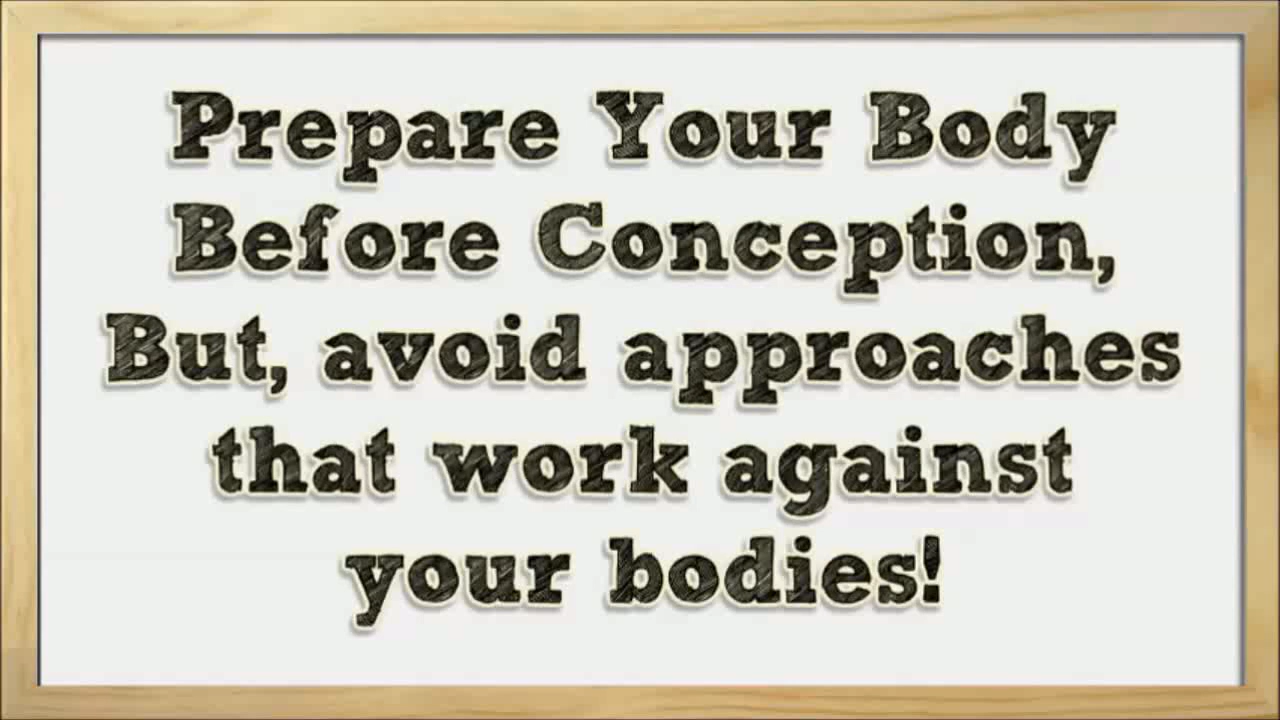 Prepare Your Body
Before Conception,
But, avoid approaches
that work against
your bodies!